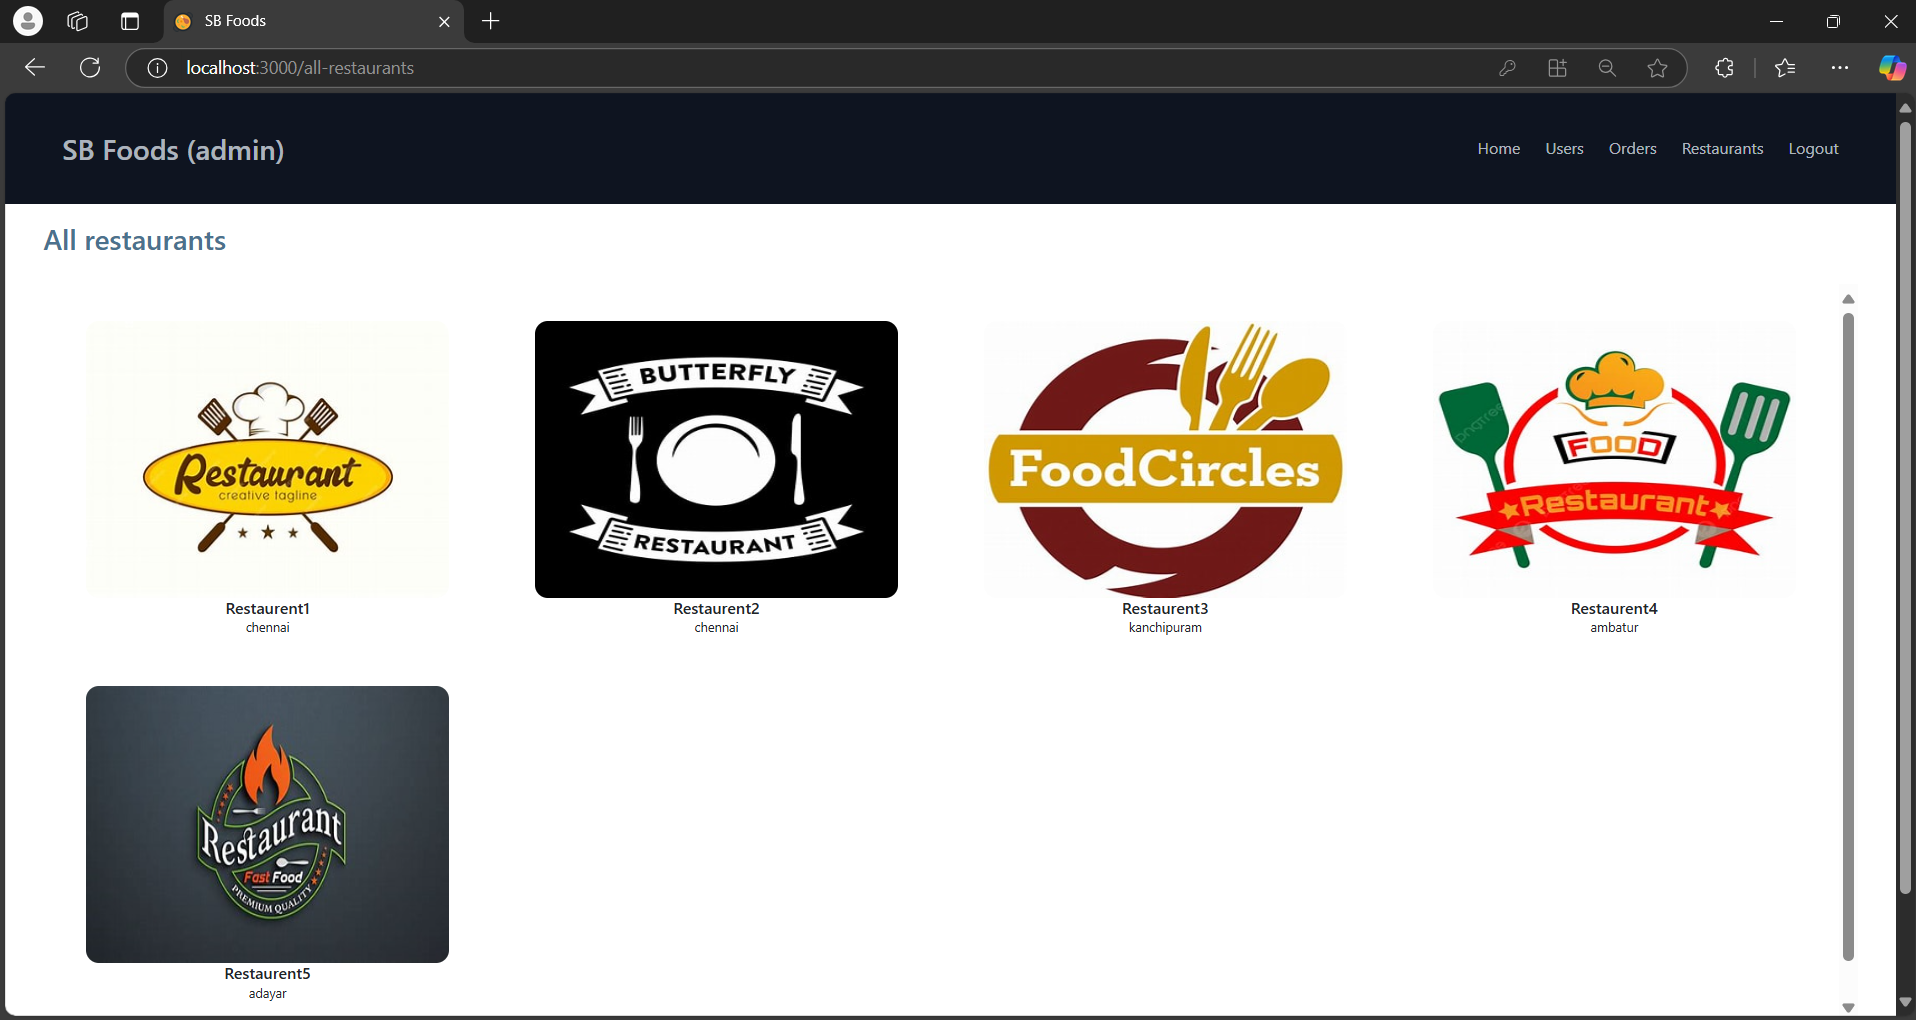 SB Foods
localhost:3000/all-restaurants
SB Foods (admin)
Home Users Orders Restaurants Logout
All restaurants
Restaurant
creative tagline
BUTTERFLY
RESTAURANT
FoodCircles
FOOD
Restaurant
Restaurent1
chennai
Restaurent2
chennai
Restaurent3
kanchipuram
Restaurent4
ambatur
Restaurant
Fast Food
PREMIUM QUALITY
Restaurent5
adayar